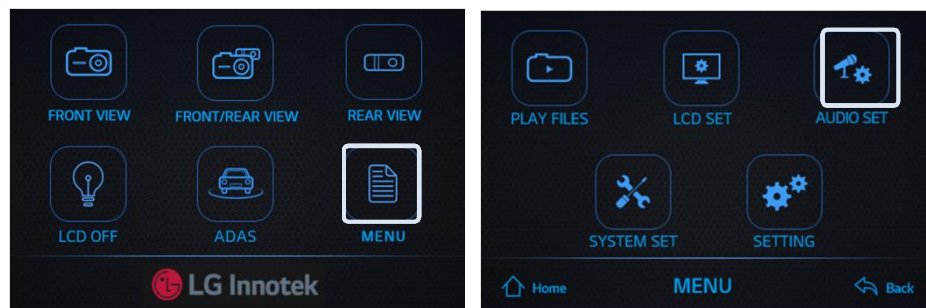 FRONT VIEW
FRONT/REAR VIEW
REAR VIEW
LCD OFF
ADAS
MENU
LG Innotek
PLAY FILES
LCD SET
AUDIO SET
SYSTEM SET
SETTING
Home
MENU
Back